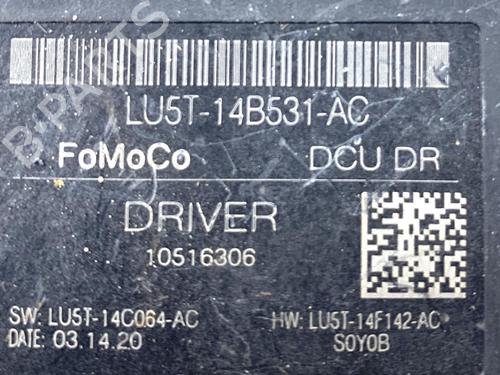 LU5T-14B531-AC
FoMoCo DCU DR
DRIVER
10516306
SW: LU5T-14C064-AC HW: LU5T-14F142-AC
DATE: 03.14.20 S0Y0B
B-PARTS